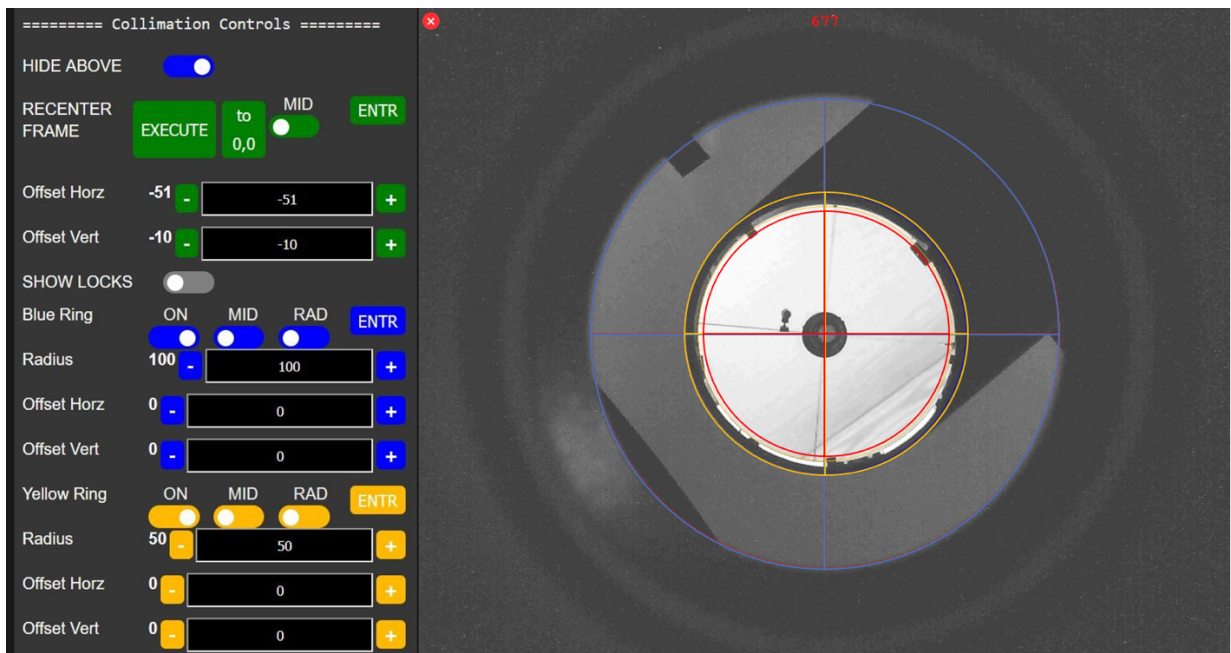 ========= Collimation Controls =========
HIDE ABOVE
RECENTER FRAME EXECUTE to 0,0 MID ENTR
Offset Horz -51 - -51 +
Offset Vert -10 - -10 +
SHOW LOCKS
Blue Ring ON MID RAD ENTR
Radius 100 - 100 +
Offset Horz 0 - 0 +
Offset Vert 0 - 0 +
Yellow Ring ON MID RAD ENTR
Radius 50 - 50 +
Offset Horz 0 - 0 +
Offset Vert 0 - 0 +
677